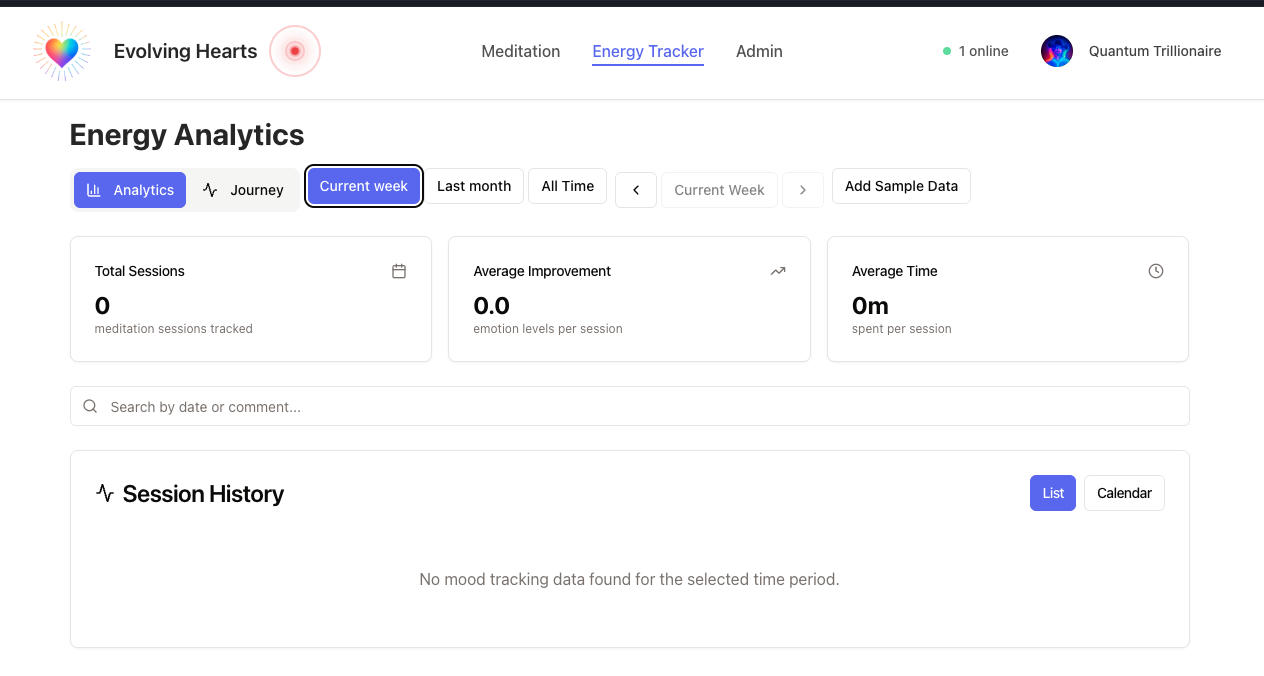 Evolving Hearts
Meditation
Energy Tracker
Admin
1 online
Quantum Trillionaire
Energy Analytics
Analytics
Journey
Current week
Last month
All Time
Current Week
Add Sample Data
Total Sessions
0
meditation sessions tracked
Average Improvement
0.0
emotion levels per session
Average Time
0m
spent per session
Search by date or comment...
Session History
List
Calendar
No mood tracking data found for the selected time period.